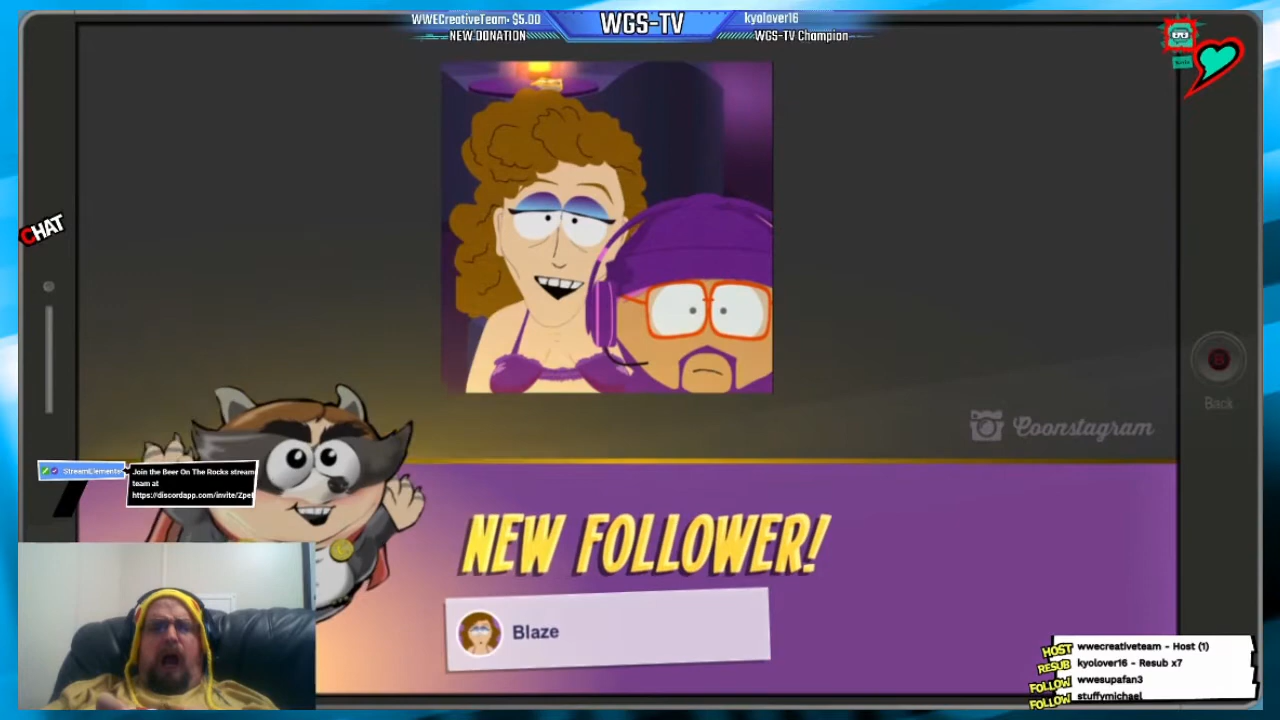 WWECreativeTeam• $5.00
NEW DONATION
WGS-TV
kyolover16
WGS-TV Champion
CHAT
Back
Coonstagram
StreamElements
Join the Beer On The Rocks stream
team at
NEW FOLLOWER!
Blaze
HOST wwecreativeteam - Host (1)
RESUB kyolover16 - Resub x7
FOLLOW wwesupafan3
FOLLOW stuffymichael